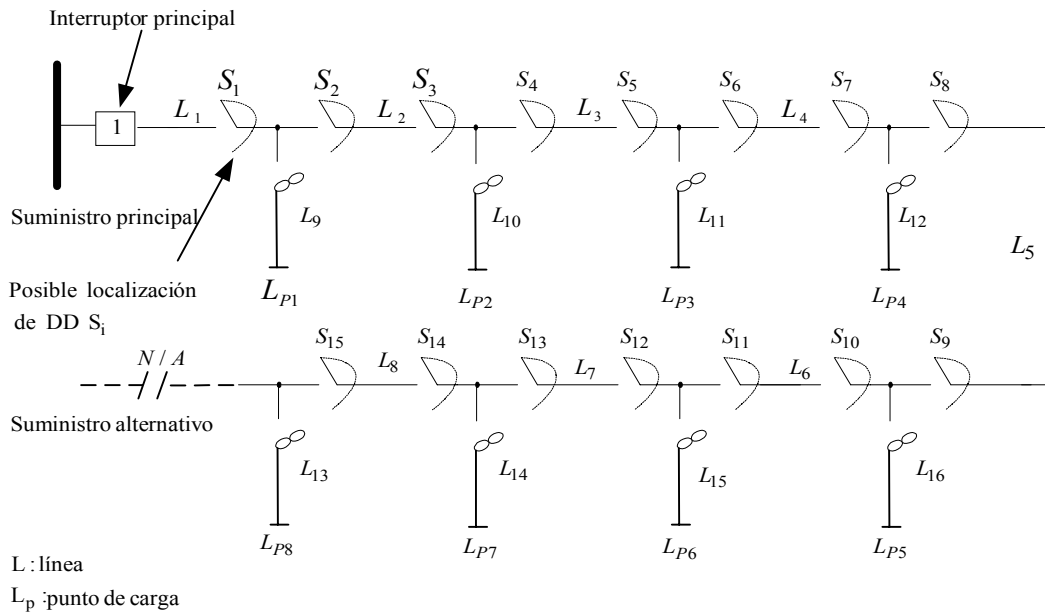 Interruptor principal
S1 S2 S3 S4 S5 S6 S7 S8
1 L1 L2 L3 L4
L9 L10 L11 L12
Suministro principal
L5
LP1 LP2 LP3 LP4
Posible localización
de DD Si
S15 S14 S13 S12 S11 S10 S9
N / A L8 L7 L6
Suministro alternativo
L13 L14 L15 L16
LP8 LP7 LP6 LP5
L : línea
Lp : punto de carga